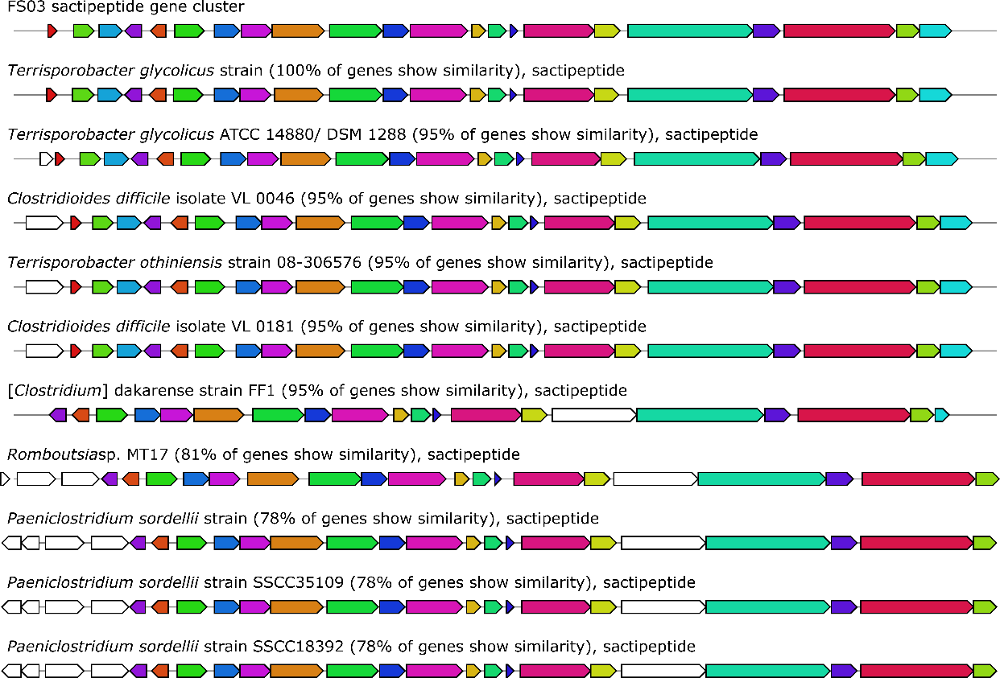 FS03 sactipeptide gene cluster
Terrisporobacter glycolicus strain (100% of genes show similarity), sactipeptide
Terrisporobacter glycolicus ATCC 14880/ DSM 1288 (95% of genes show similarity), sactipeptide
Clostridioides difficile isolate VL 0046 (95% of genes show similarity), sactipeptide
Terrisporobacter othiniensis strain 08-306576 (95% of genes show similarity), sactipeptide
Clostridioides difficile isolate VL 0181 (95% of genes show similarity), sactipeptide
[Clostridium] dakarense strain FF1 (95% of genes show similarity), sactipeptide
Romboutsiasp. MT17 (81% of genes show similarity), sactipeptide
Paeniclostridium sordellii strain (78% of genes show similarity), sactipeptide
Paeniclostridium sordellii strain SSCC35109 (78% of genes show similarity), sactipeptide
Paeniclostridium sordellii strain SSCC18392 (78% of genes show similarity), sactipeptide